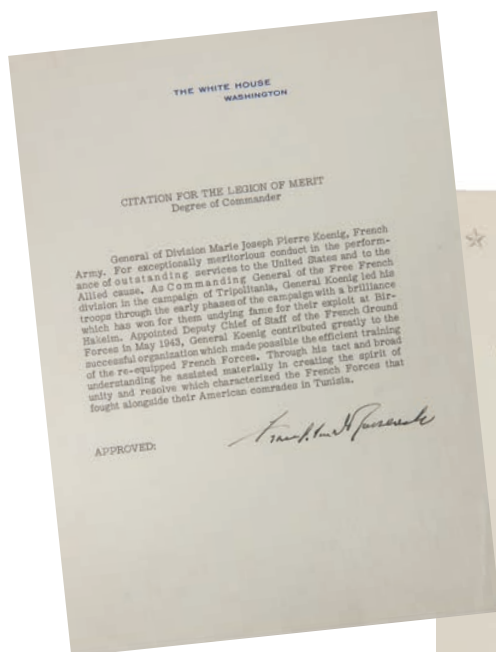 THE WHITE HOUSE
WASHINGTON
CITATION FOR THE LEGION OF MERIT
Degree of Commander
General of Division Marie Joseph Pierre Koenig, French
Army. For exceptionally meritorious conduct in the perform-
ance of outstanding services to the United States and to the
Allied cause. As Commanding General of the Free French
division in the campaign of Tripolitania, General Koenig led his
troops through the early phases of the campaign with a brilliance
which has won for them undying fame for their exploit at Bir-
Hakeim. Appointed Deputy Chief of Staff of the French Ground
Forces in May 1943, General Koenig contributed greatly to the
successful organization which made possible the efficient training
of the re-equipped French Forces. Through his tact and broad
understanding he assisted materially in creating the spirit of
unity and resolve which characterized the French Forces that
fought alongside their American comrades in Tunisia.
APPROVED:
Franklin D Roosevelt